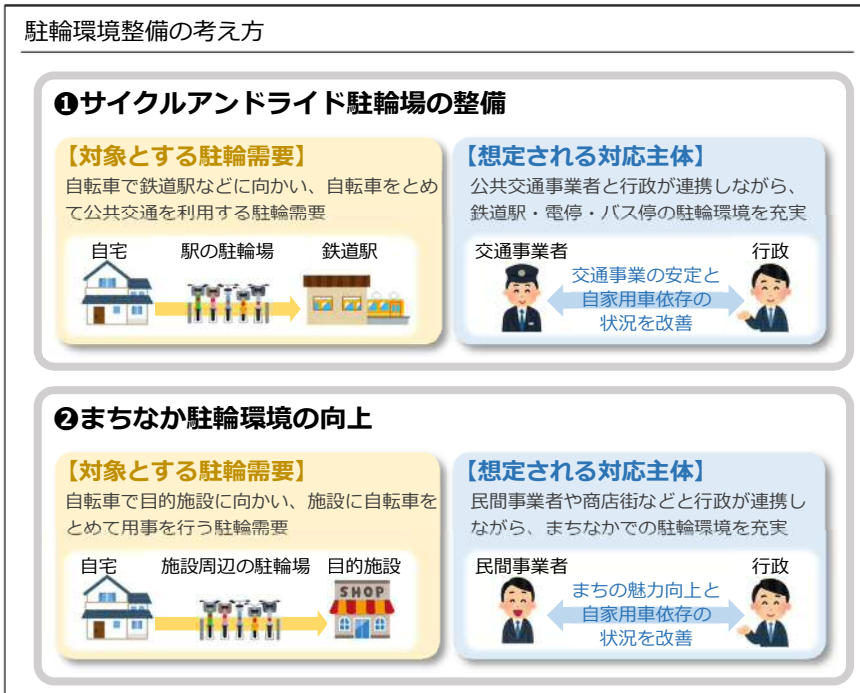 駐輪環境整備の考え方
❶サイクルアンドライド駐輪場の整備
【対象とする駐輪需要】
自転車で鉄道駅などに向かい、自転車をとめ
て公共交通を利用する駐輪需要
自宅 駅の駐輪場 鉄道駅
【想定される対応主体】
公共交通事業者と行政が連携しながら、
鉄道駅・電停・バス停の駐輪環境を充実
交通事業者 行政
交通事業の安定と
自家用車依存の
状況を改善
❷まちなか駐輪環境の向上
【対象とする駐輪需要】
自転車で目的施設に向かい、施設に自転車を
とめて用事を行う駐輪需要
自宅 施設周辺の駐輪場 目的施設
SHOP
【想定される対応主体】
民間事業者や商店街などと行政が連携し
ながら、まちなかでの駐輪環境を充実
民間事業者 行政
まちの魅力向上と
自家用車依存の
状況を改善